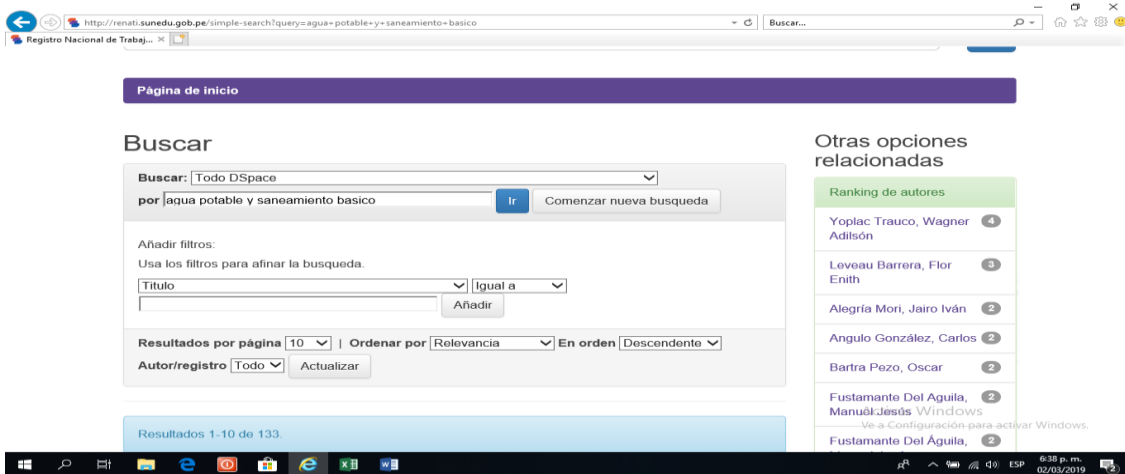 http://renati.sunedu.gob.pe/simple-search?query=agua+potable+y+saneamiento+basico
Buscar...
Registro Nacional de Trabaj...
Página de inicio
Buscar
Buscar: Todo DSpace
por agua potable y saneamiento basico Ir Comenzar nueva busqueda
Añadir filtros:
Usa los filtros para afinar la busqueda.
Titulo Igual a
Añadir
Resultados por página 10 | Ordenar por Relevancia En orden Descendente
Autor/registro Todo Actualizar
Resultados 1-10 de 133.
Otras opciones
relacionadas
Ranking de autores
Yoplac Trauco, Wagner 4
Adilsón
Leveau Barrera, Flor 3
Enith
Alegría Mori, Jairo Iván 2
Angulo González, Carlos 2
Bartra Pezo, Oscar 2
Fustamante Del Aguila, 2
Manuel Jesús
Activar Windows
Ve a Configuración para activar Windows.
Fustamante Del Águila, 2
ESP
6:38 p. m.
02/03/2019